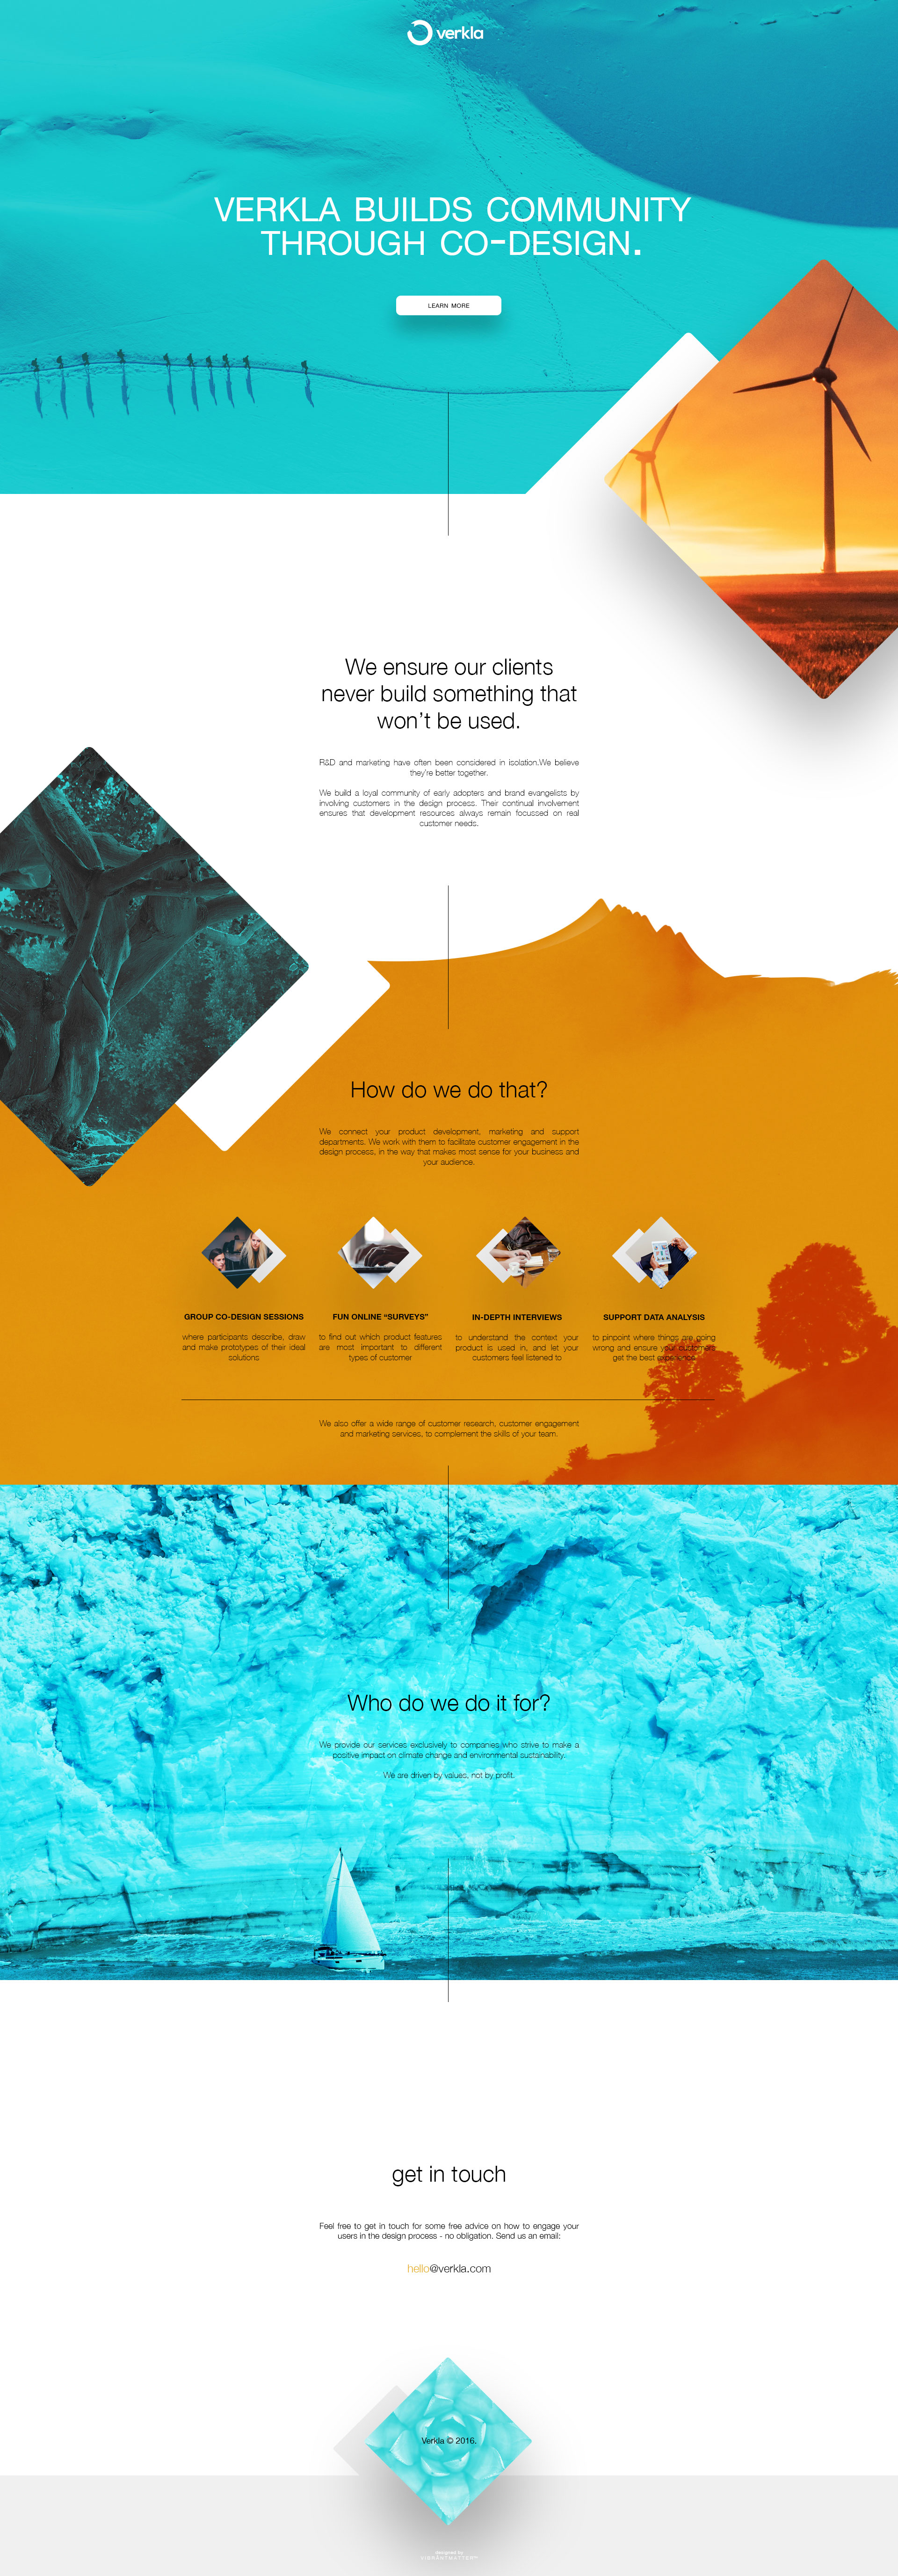 verkla
VERKLA BUILDS COMMUNITY
THROUGH CO-DESIGN.
LEARN MORE
We ensure our clients
never build something that
won't be used.
R&D and marketing have often been considered in isolation.We believe
they're better together.
We build a loyal community of early adopters and brand evangelists by
involving customers in the design process. Their continual involvement
ensures that development resources always remain focussed on real
customer needs.
How do we do that?
We connect your product development, marketing and support
departments. We work with them to facilitate customer engagement in the
design process, in the way that makes most sense for your business and
your audience.
GROUP CO-DESIGN SESSIONS
where participants describe, draw
and make prototypes of their ideal
solutions
FUN ONLINE “SURVEYS”
to find out which product features
are most important to different
types of customer
IN-DEPTH INTERVIEWS
to understand the context your
product is used in, and let your
customers feel listened to
SUPPORT DATA ANALYSIS
to pinpoint where things are going
wrong and ensure your customers
get the best experience
We also offer a wide range of customer research, customer engagement
and marketing services, to complement the skills of your team.
Who do we do it for?
We provide our services exclusively to companies who strive to make a
positive impact on climate change and environmental sustainability.
We are driven by values, not by profit.
get in touch
Feel free to get in touch for some free advice on how to engage your
users in the design process - no obligation. Send us an email:
hello@verkla.com
Verkla © 2016.
designed by
VIBRANTMATTER